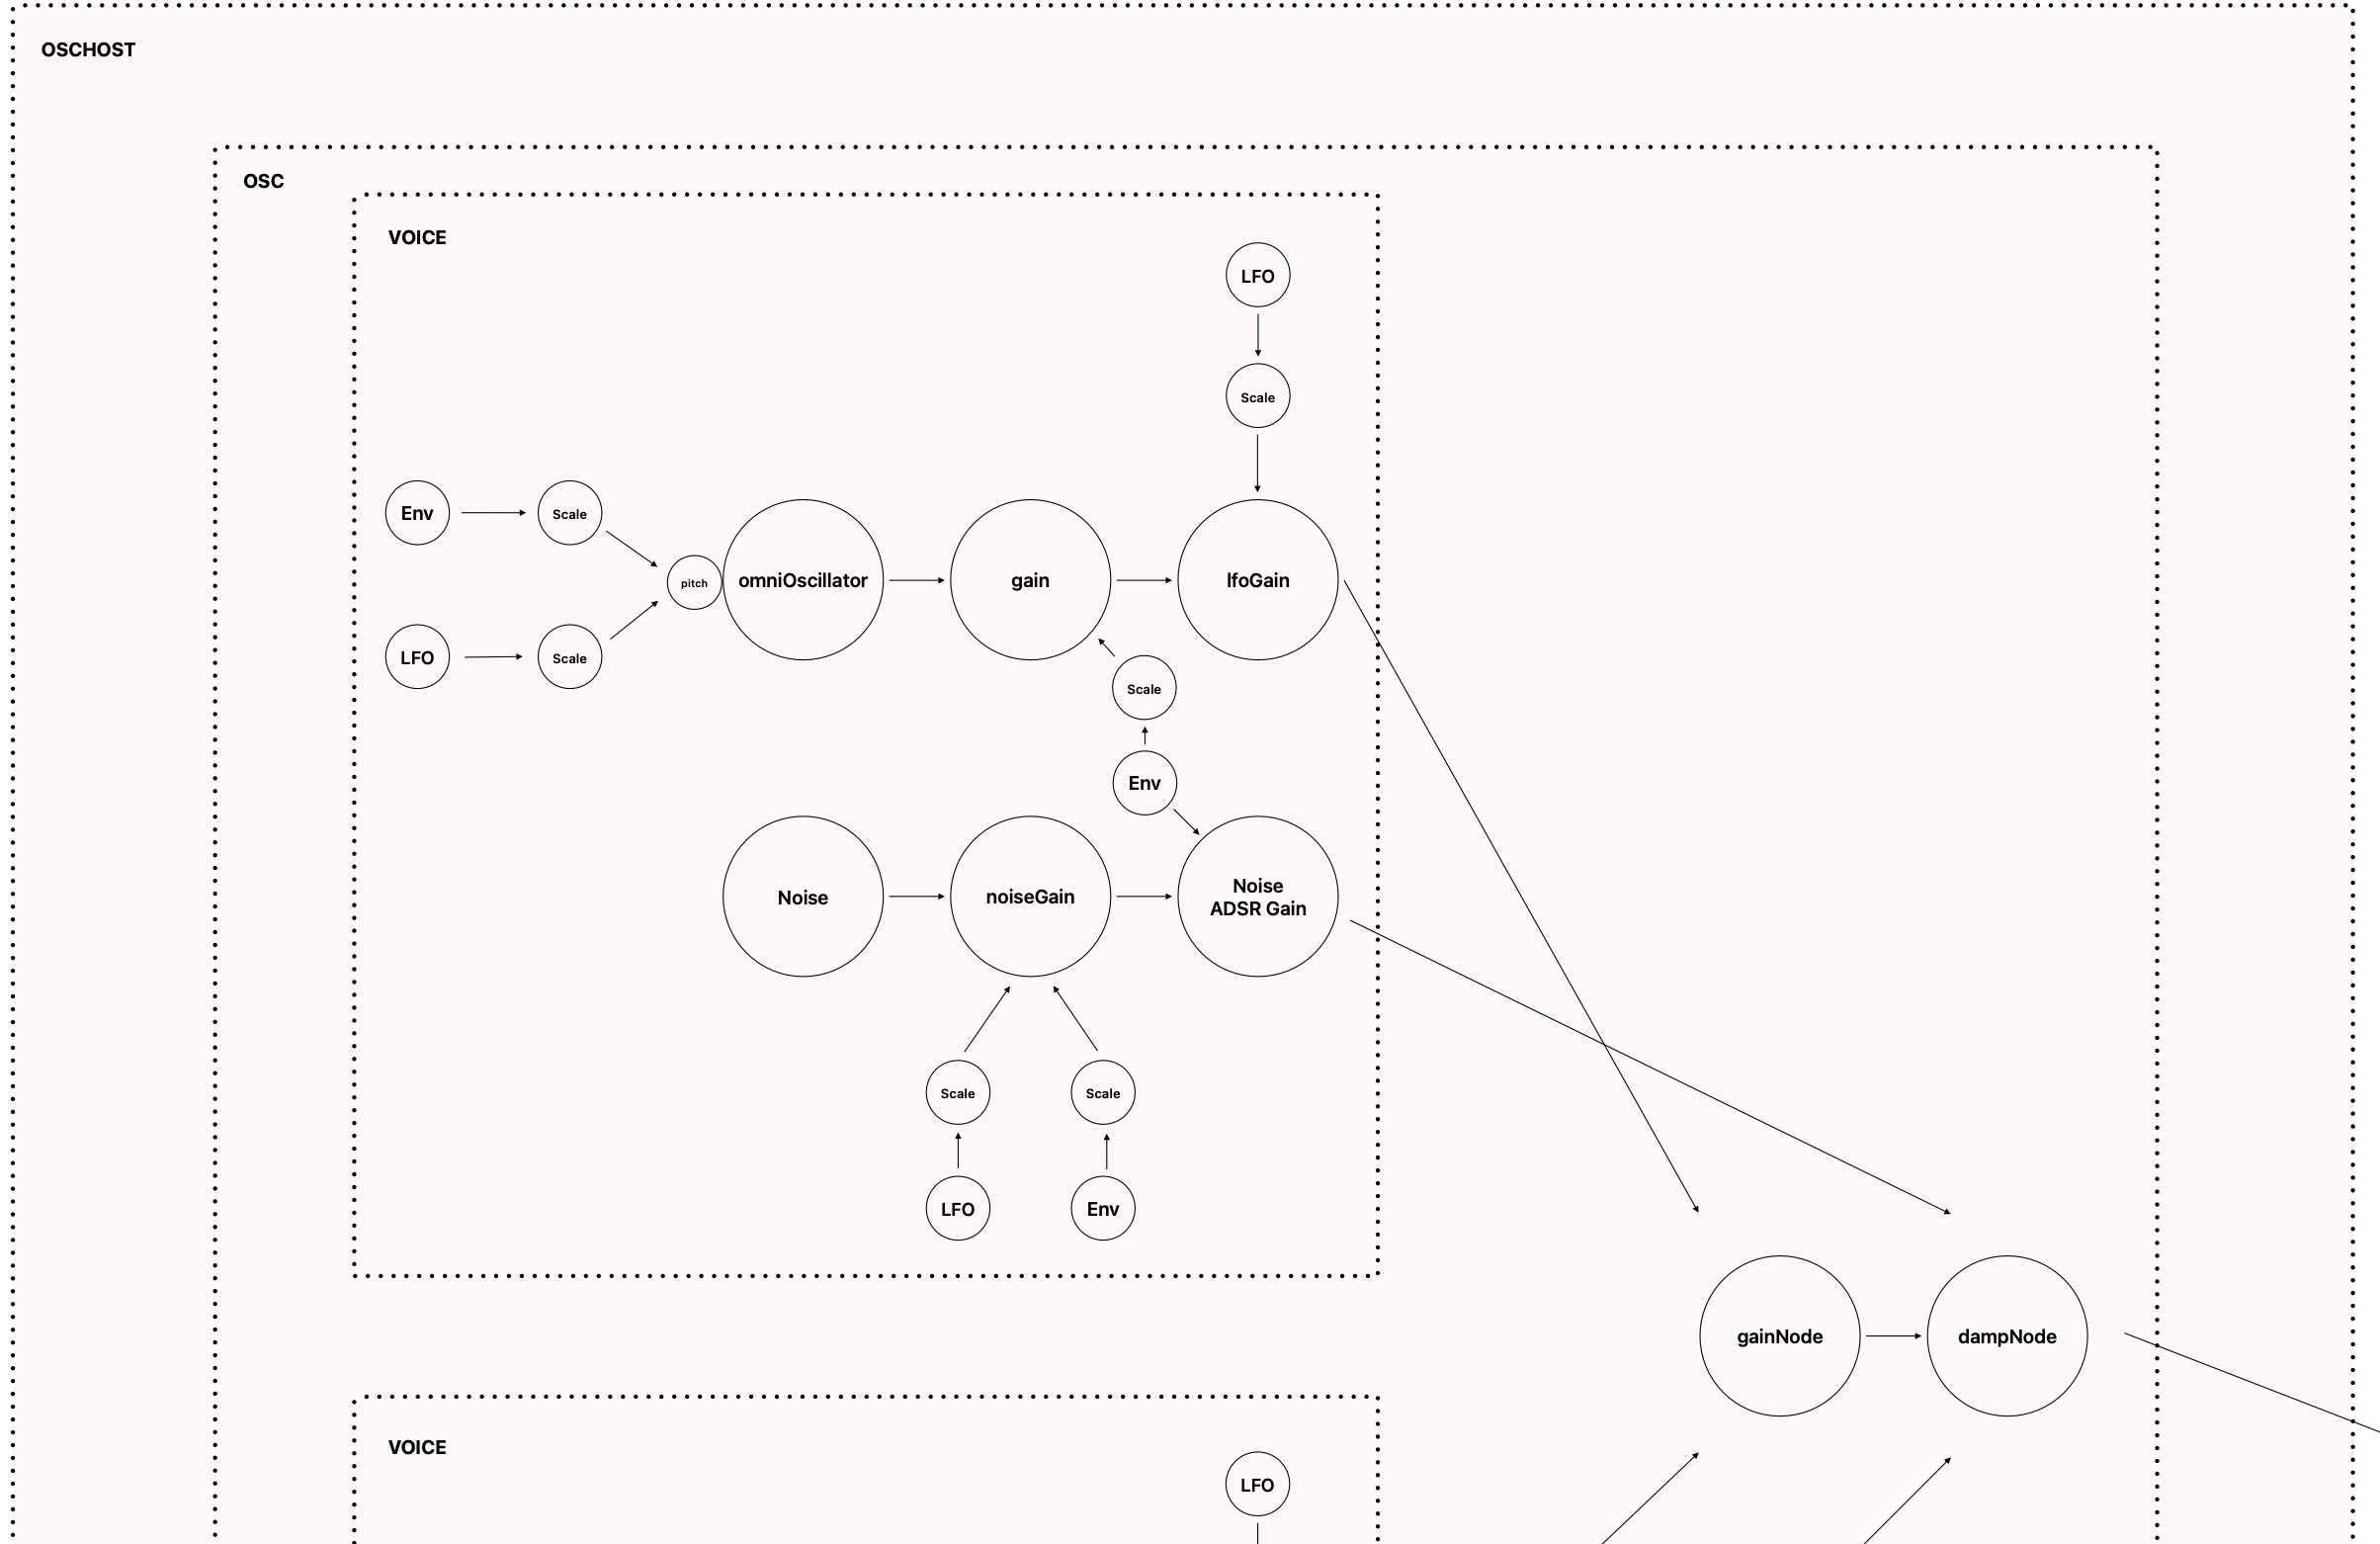 OSCHOST
OSC
VOICE
LFO
Scale
Env
Scale
pitch
omniOscillator
gain
lfoGain
LFO
Scale
Scale
Env
Noise
noiseGain
Noise
ADSR Gain
Scale
Scale
LFO
Env
gainNode
dampNode
VOICE
LFO